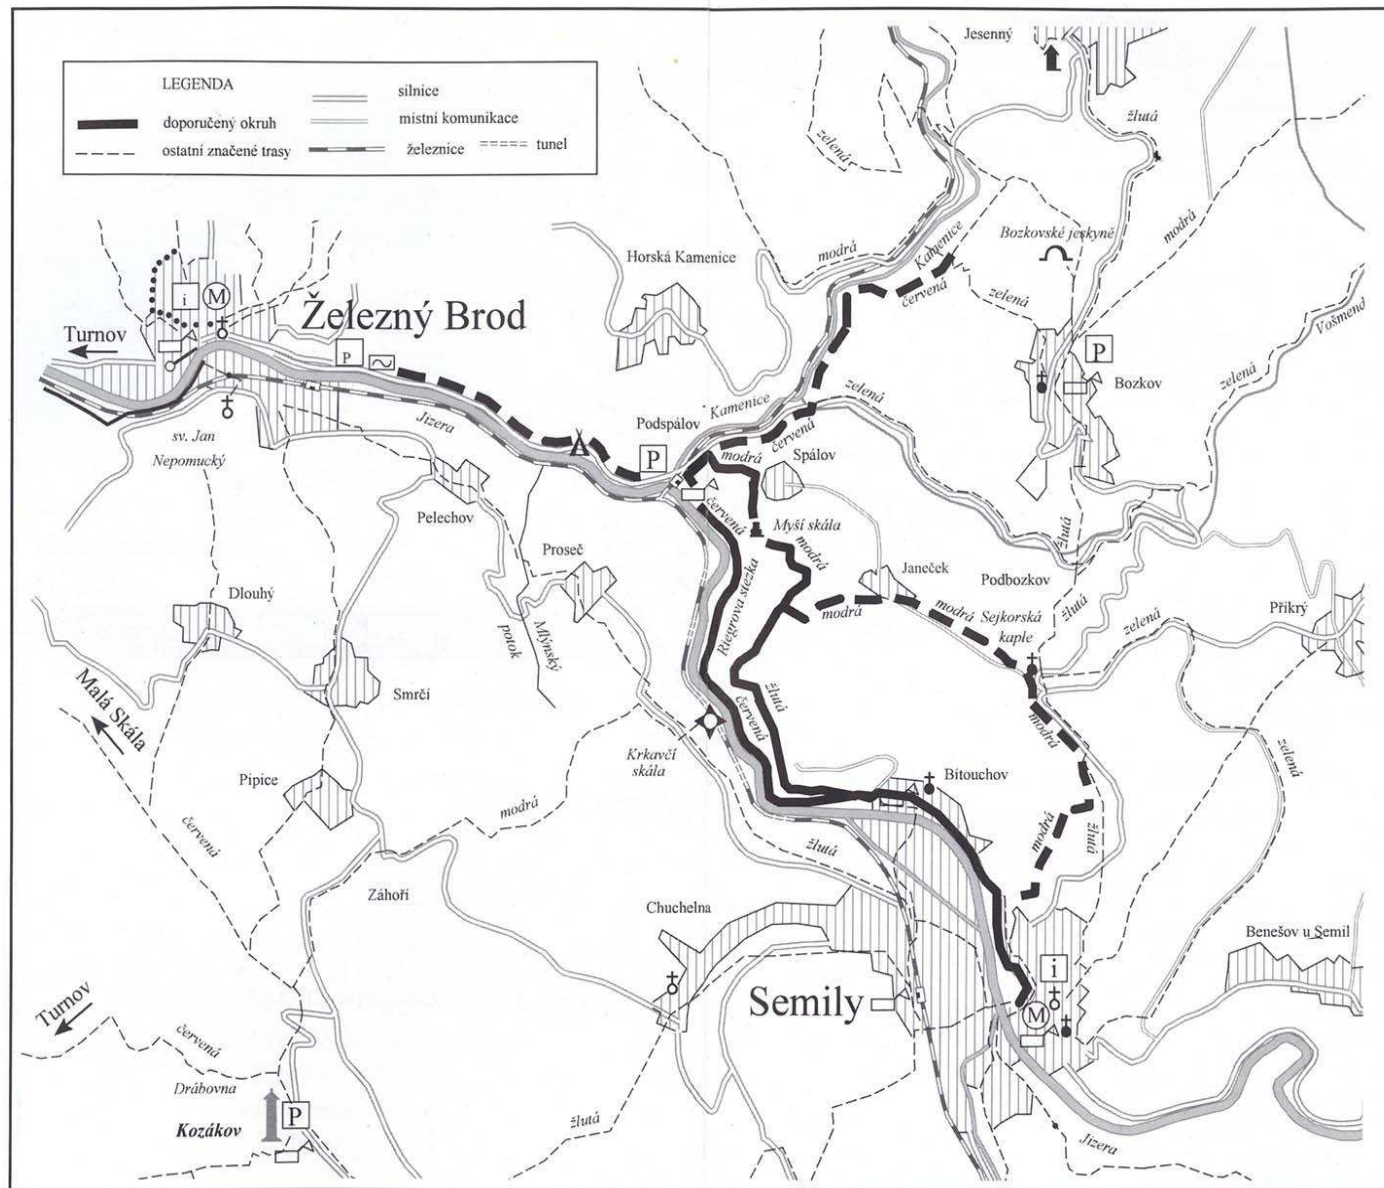 Jesenný
LEGENDA
silnice
doporučený okruh
místní komunikace
ostatní značené trasy
železnice
tunel
žlutá
zelená
modrá
Kamenice
Bozkovské jeskyně
modrá
Horská Kamenice
červená
zelená
Vošmend
i
M
Železný Brod
Turnov
P
P
Bozkov
zelená
zelená
Jizera
Kamenice
Podspálov
červená
sv. Jan
Nepomucký
P
modrá
Spálov
Pelechov
červená
Myší skála
žlutá
Proseč
modrá
Janeček
Podbozkov
Dlouhý
Riegrova stezka
modrá
modrá
Sejkorská
kaple
žlutá
zelená
Příkrý
Mlýnský
potok
Smrčí
Malá Skála
žlutá
červená
modrá
Krkavčí
skála
zelená
Pipice
Bítouchov
modrá
modrá
žlutá
červená
žlutá
Záhoří
Chuchelna
Benešov u Semil
i
Semily
M
Turnov
červená
Drábovna
P
Kozákov
žlutá
Jizera